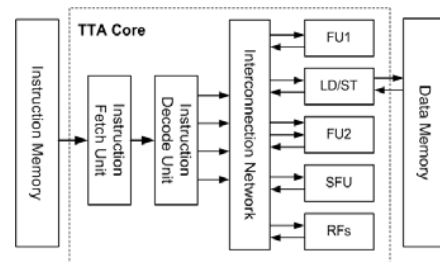 TTA Core
Instruction Memory
Instruction
Fetch Unit
Instruction
Decode Unit
Interconnection Network
FU1
LD/ST
FU2
SFU
RFs
Data Memory